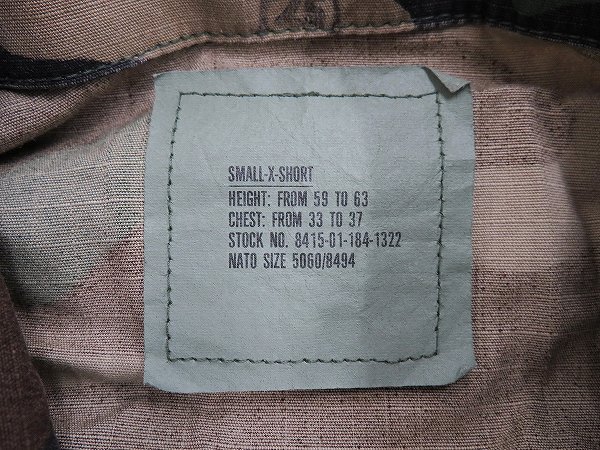 SMALL-X-SHORT
HEIGHT: FROM 59 TO 63
CHEST: FROM 33 TO 37
STOCK NO. 8415-01-184-1322
NATO SIZE 5060/8494